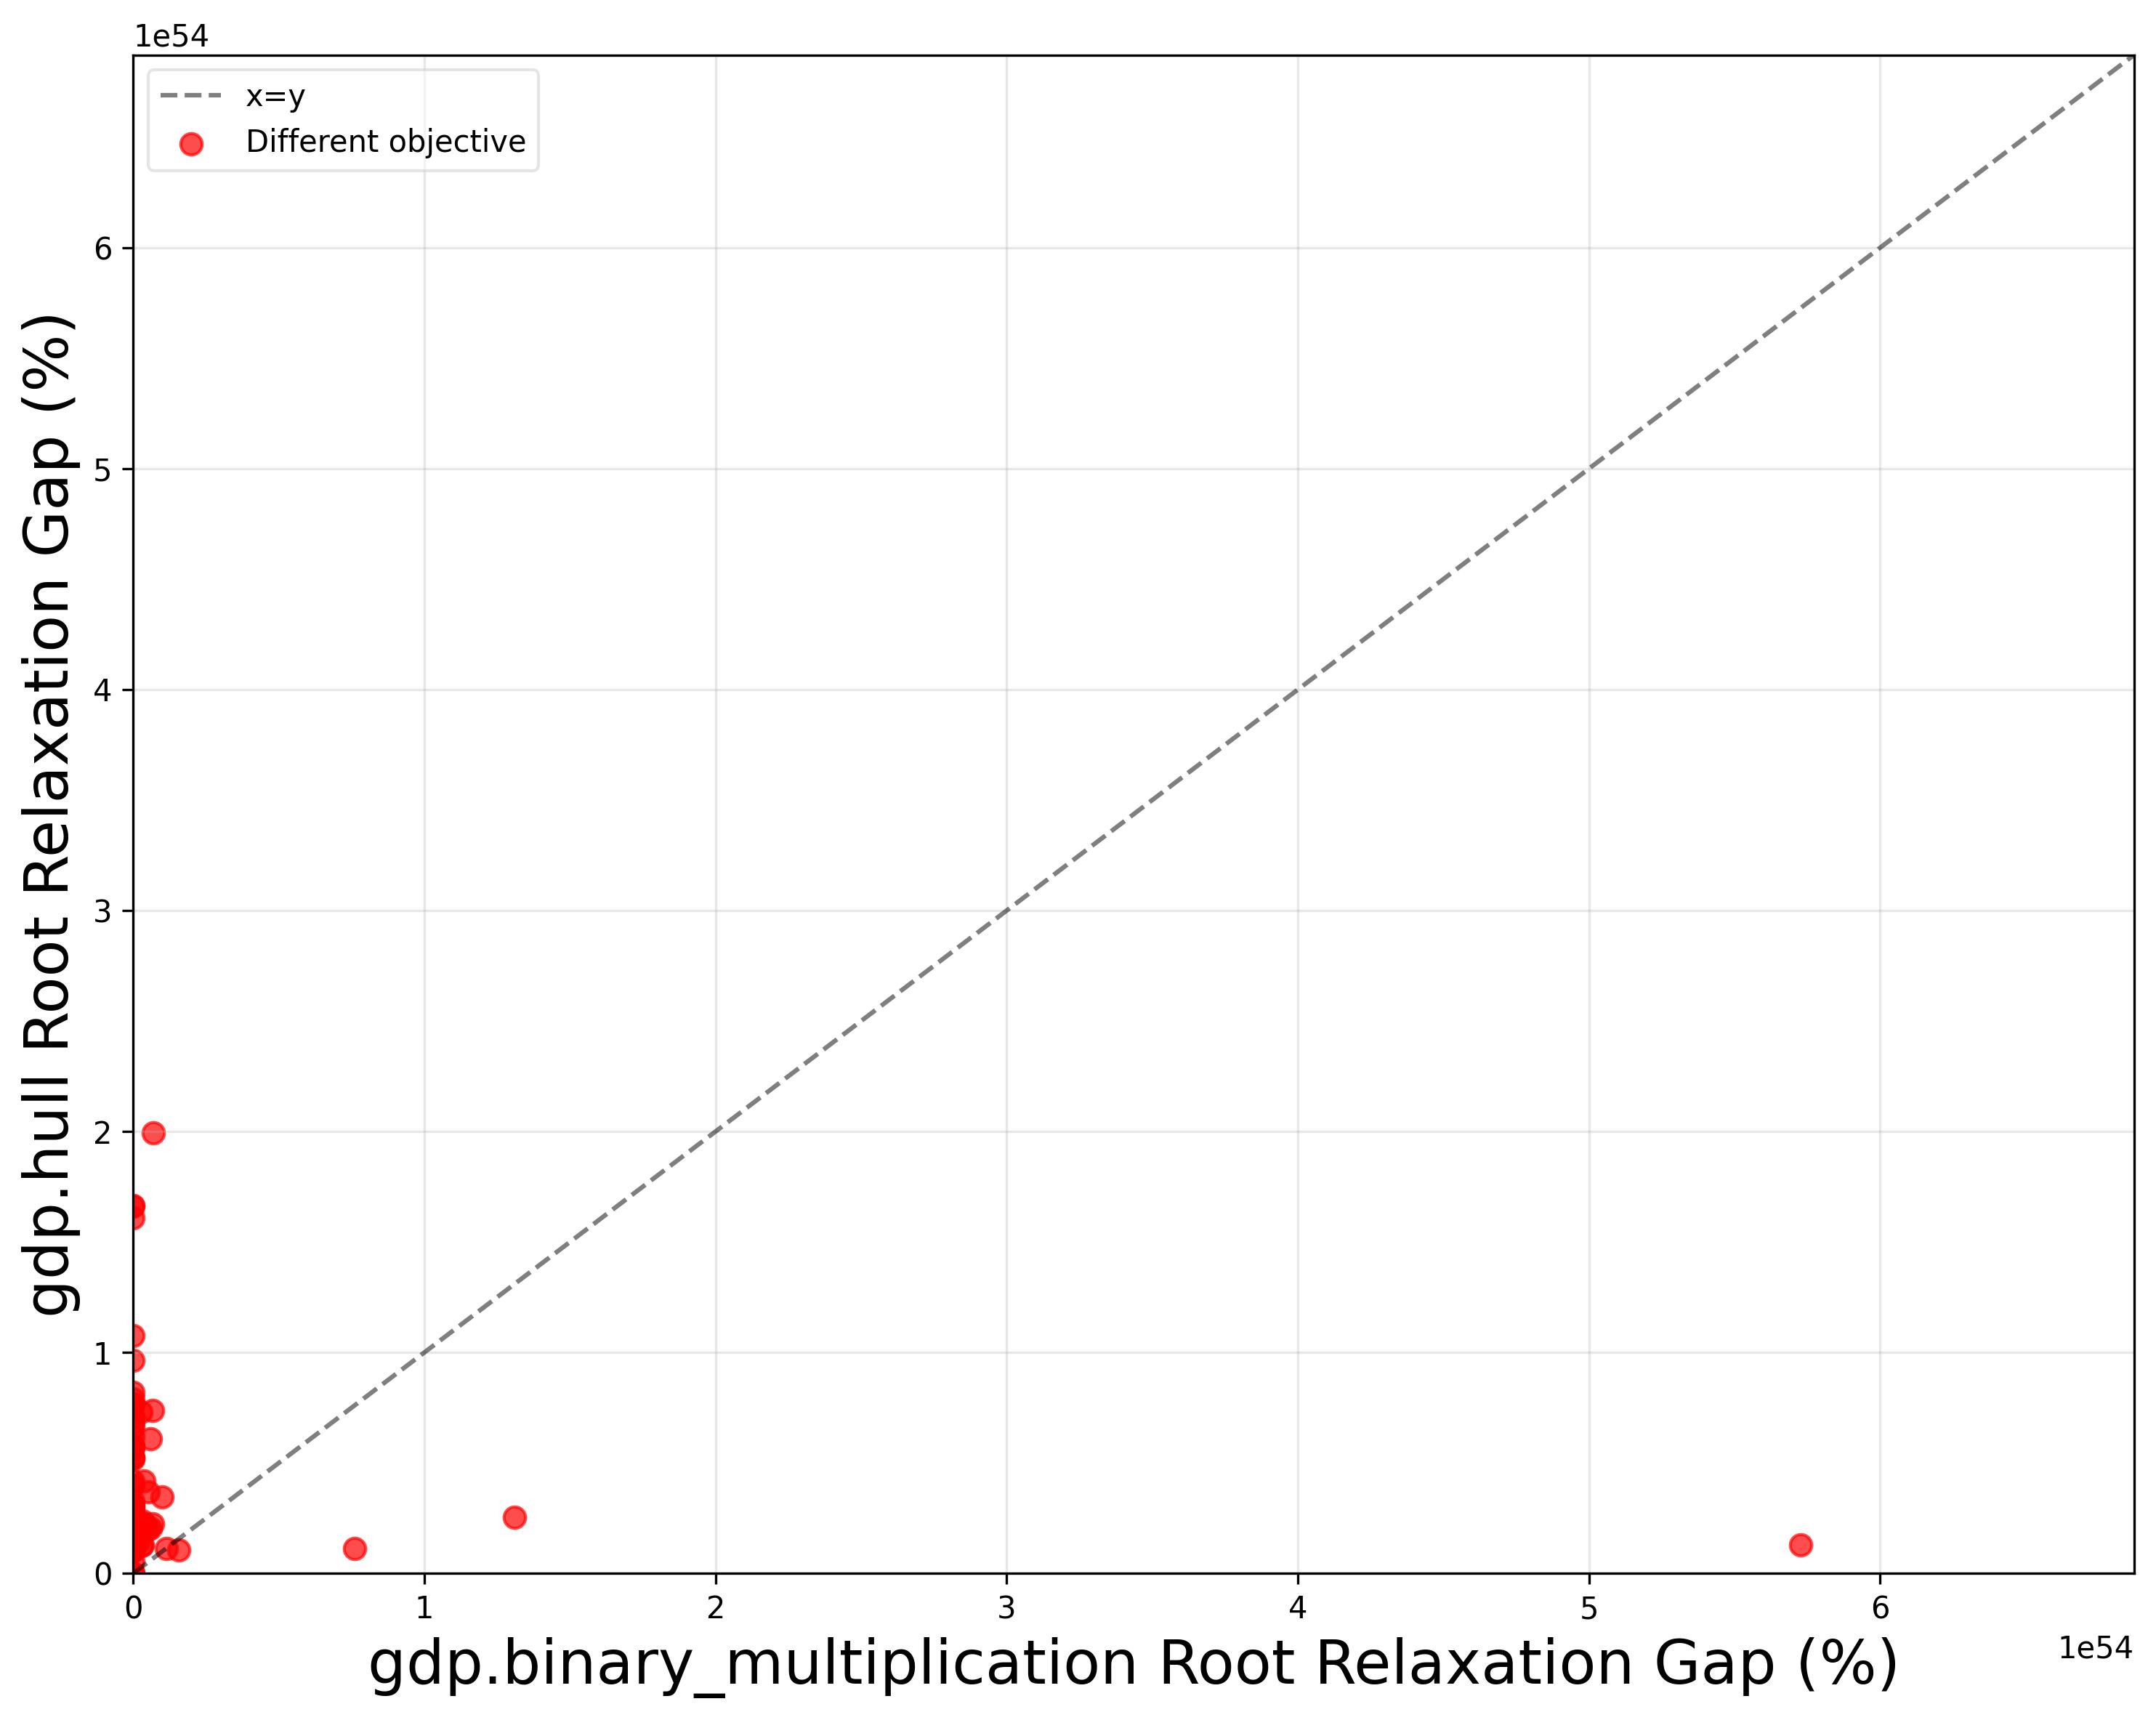 1e54
x=y
Different objective
gdp.hull Root Relaxation Gap (%)
6
5
4
3
2
1
0
0 1 2 3 4 5 6
1e54
gdp.binary_multiplication Root Relaxation Gap (%)